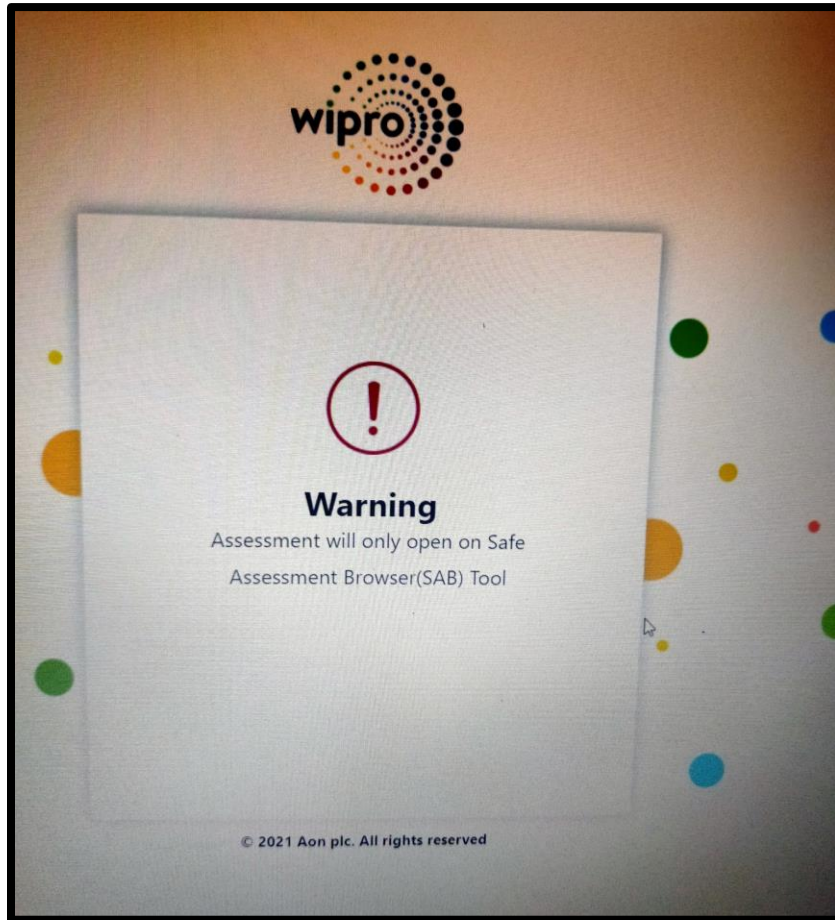 wipro
Warning
Assessment will only open on Safe
Assessment Browser(SAB) Tool
© 2021 Aon plc. All rights reserved